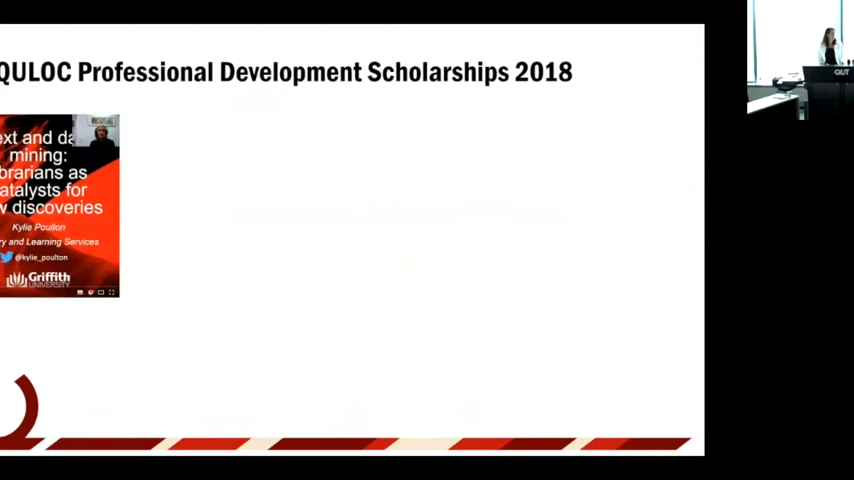 QULOC Professional Development Scholarships 2018
ext and da
mining:
brarians as
atalysts for
w discoveries
Kylie Poulton
ry and Learning Services
@kylie_poulton
Griffith
UNIVERSITY
QUT